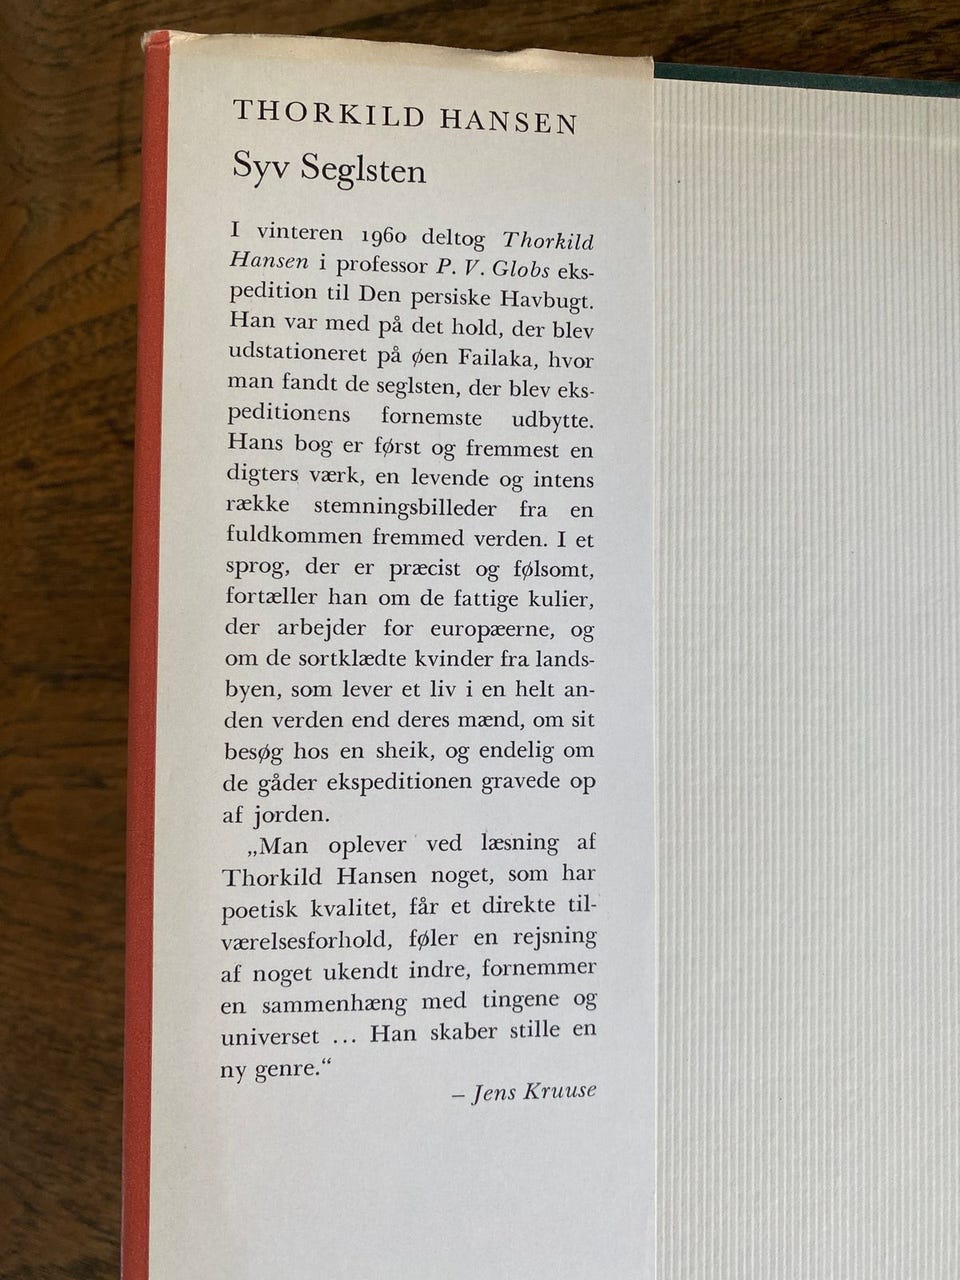 THORKILD HANSEN
Syv Seglsten
I vinteren 1960 deltog Thorkild
Hansen i professor P. V. Globs eks-
pedition til Den persiske Havbugt.
Han var med på det hold, der blev
udstationeret på øen Failaka, hvor
man fandt de seglsten, der blev eks-
peditionens fornemste udbytte.
Hans bog er først og fremmest en
digters værk, en levende og intens
række stemningsbilleder fra en
fuldkommen fremmed verden. I et
sprog, der er præcist og følsomt,
fortæller han om de fattige kulier,
der arbejder for europæerne, og
om de sortklædte kvinder fra lands-
byen, som lever et liv i en helt an-
den verden end deres mænd, om sit
besøg hos en sheik, og endelig om
de gåder ekspeditionen gravede op
af jorden.
„Man oplever ved læsning af
Thorkild Hansen noget, som har
poetisk kvalitet, får et direkte til-
værelsesforhold, føler en rejsning
af noget ukendt indre, fornemmer
en sammenhæng med tingene og
universet ... Han skaber stille en
ny genre.“
– Jens Kruuse